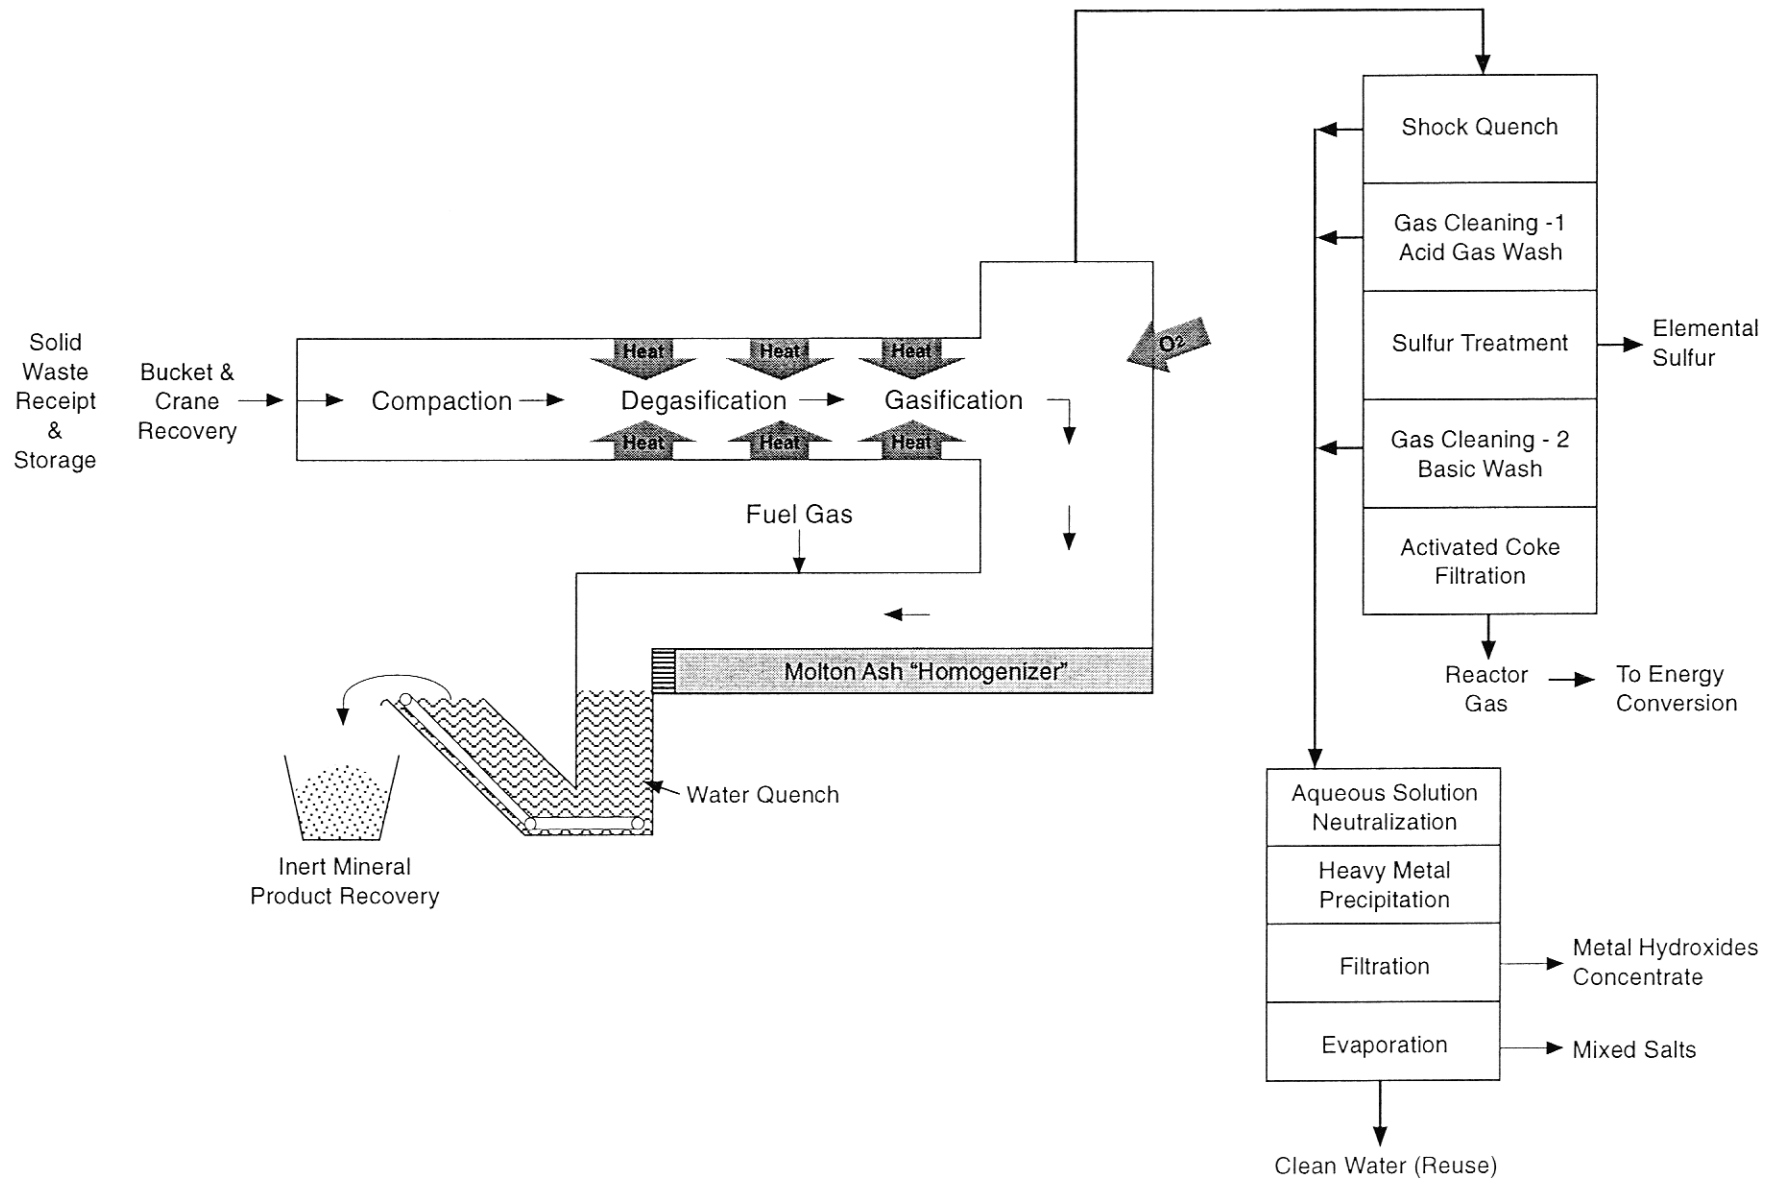 Solid
Waste
Receipt
&
Storage
Bucket &
Crane
Recovery
Compaction
Degasification
Gasification
Heat
Heat
Heat
Heat
Heat
Heat
O2
Fuel Gas
Molton Ash “Homogenizer”
Water Quench
Inert Mineral
Product Recovery
Shock Quench
Gas Cleaning -1
Acid Gas Wash
Sulfur Treatment
Elemental
Sulfur
Gas Cleaning - 2
Basic Wash
Activated Coke
Filtration
Reactor
Gas
To Energy
Conversion
Aqueous Solution
Neutralization
Heavy Metal
Precipitation
Filtration
Metal Hydroxides
Concentrate
Evaporation
Mixed Salts
Clean Water (Reuse)